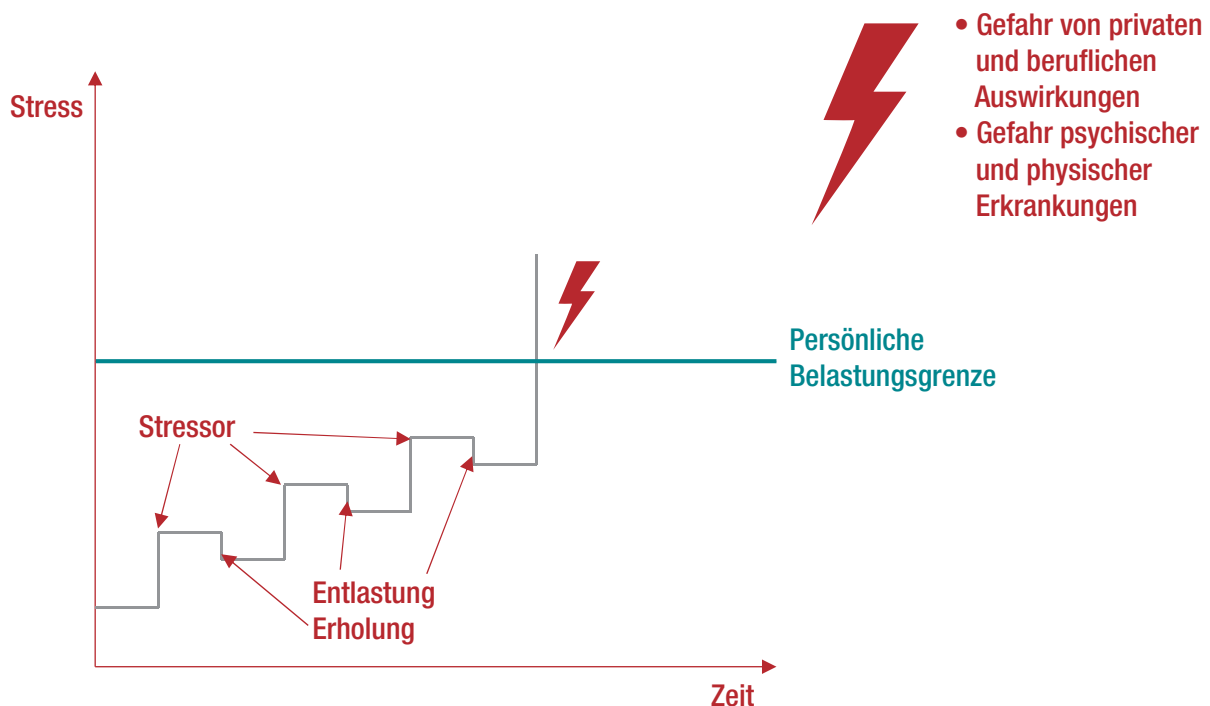 • Gefahr von privaten
und beruflichen
Auswirkungen
• Gefahr psychischer
und physischer
Erkrankungen
Stress
Persönliche
Belastungsgrenze
Stressor
Entlastung
Erholung
Zeit